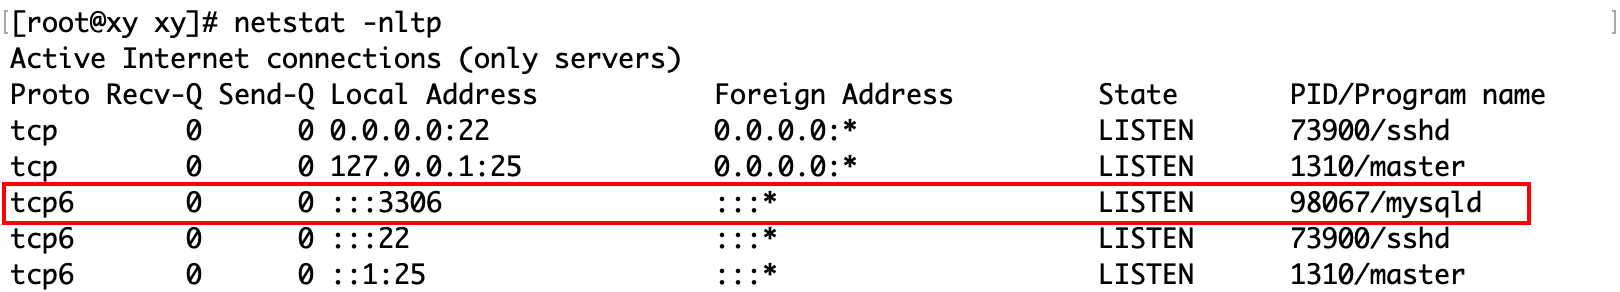 [root@xy xy]# netstat -nltp
Active Internet connections (only servers)
Proto Recv-Q Send-Q Local Address           Foreign Address         State       PID/Program name
tcp        0      0 0.0.0.0:22              0.0.0.0:*               LISTEN      73900/sshd
tcp        0      0 127.0.0.1:25            0.0.0.0:*               LISTEN      1310/master
tcp6       0      0 :::3306                 :::*                    LISTEN      98067/mysqld
tcp6       0      0 :::22                   :::*                    LISTEN      73900/sshd
tcp6       0      0 ::1:25                  :::*                    LISTEN      1310/master